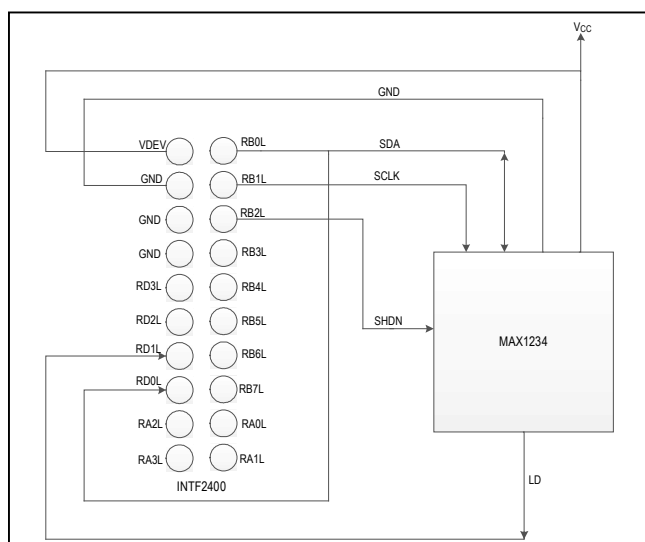 VCC
GND
VDEV
RB0L
SDA
GND
RB1L
SCLK
GND
RB2L
GND
RB3L
RD3L
RB4L
RD2L
RB5L
SHDN
MAX1234
RD1L
RB6L
RD0L
RB7L
RA2L
RA0L
RA3L
RA1L
INTF2400
LD